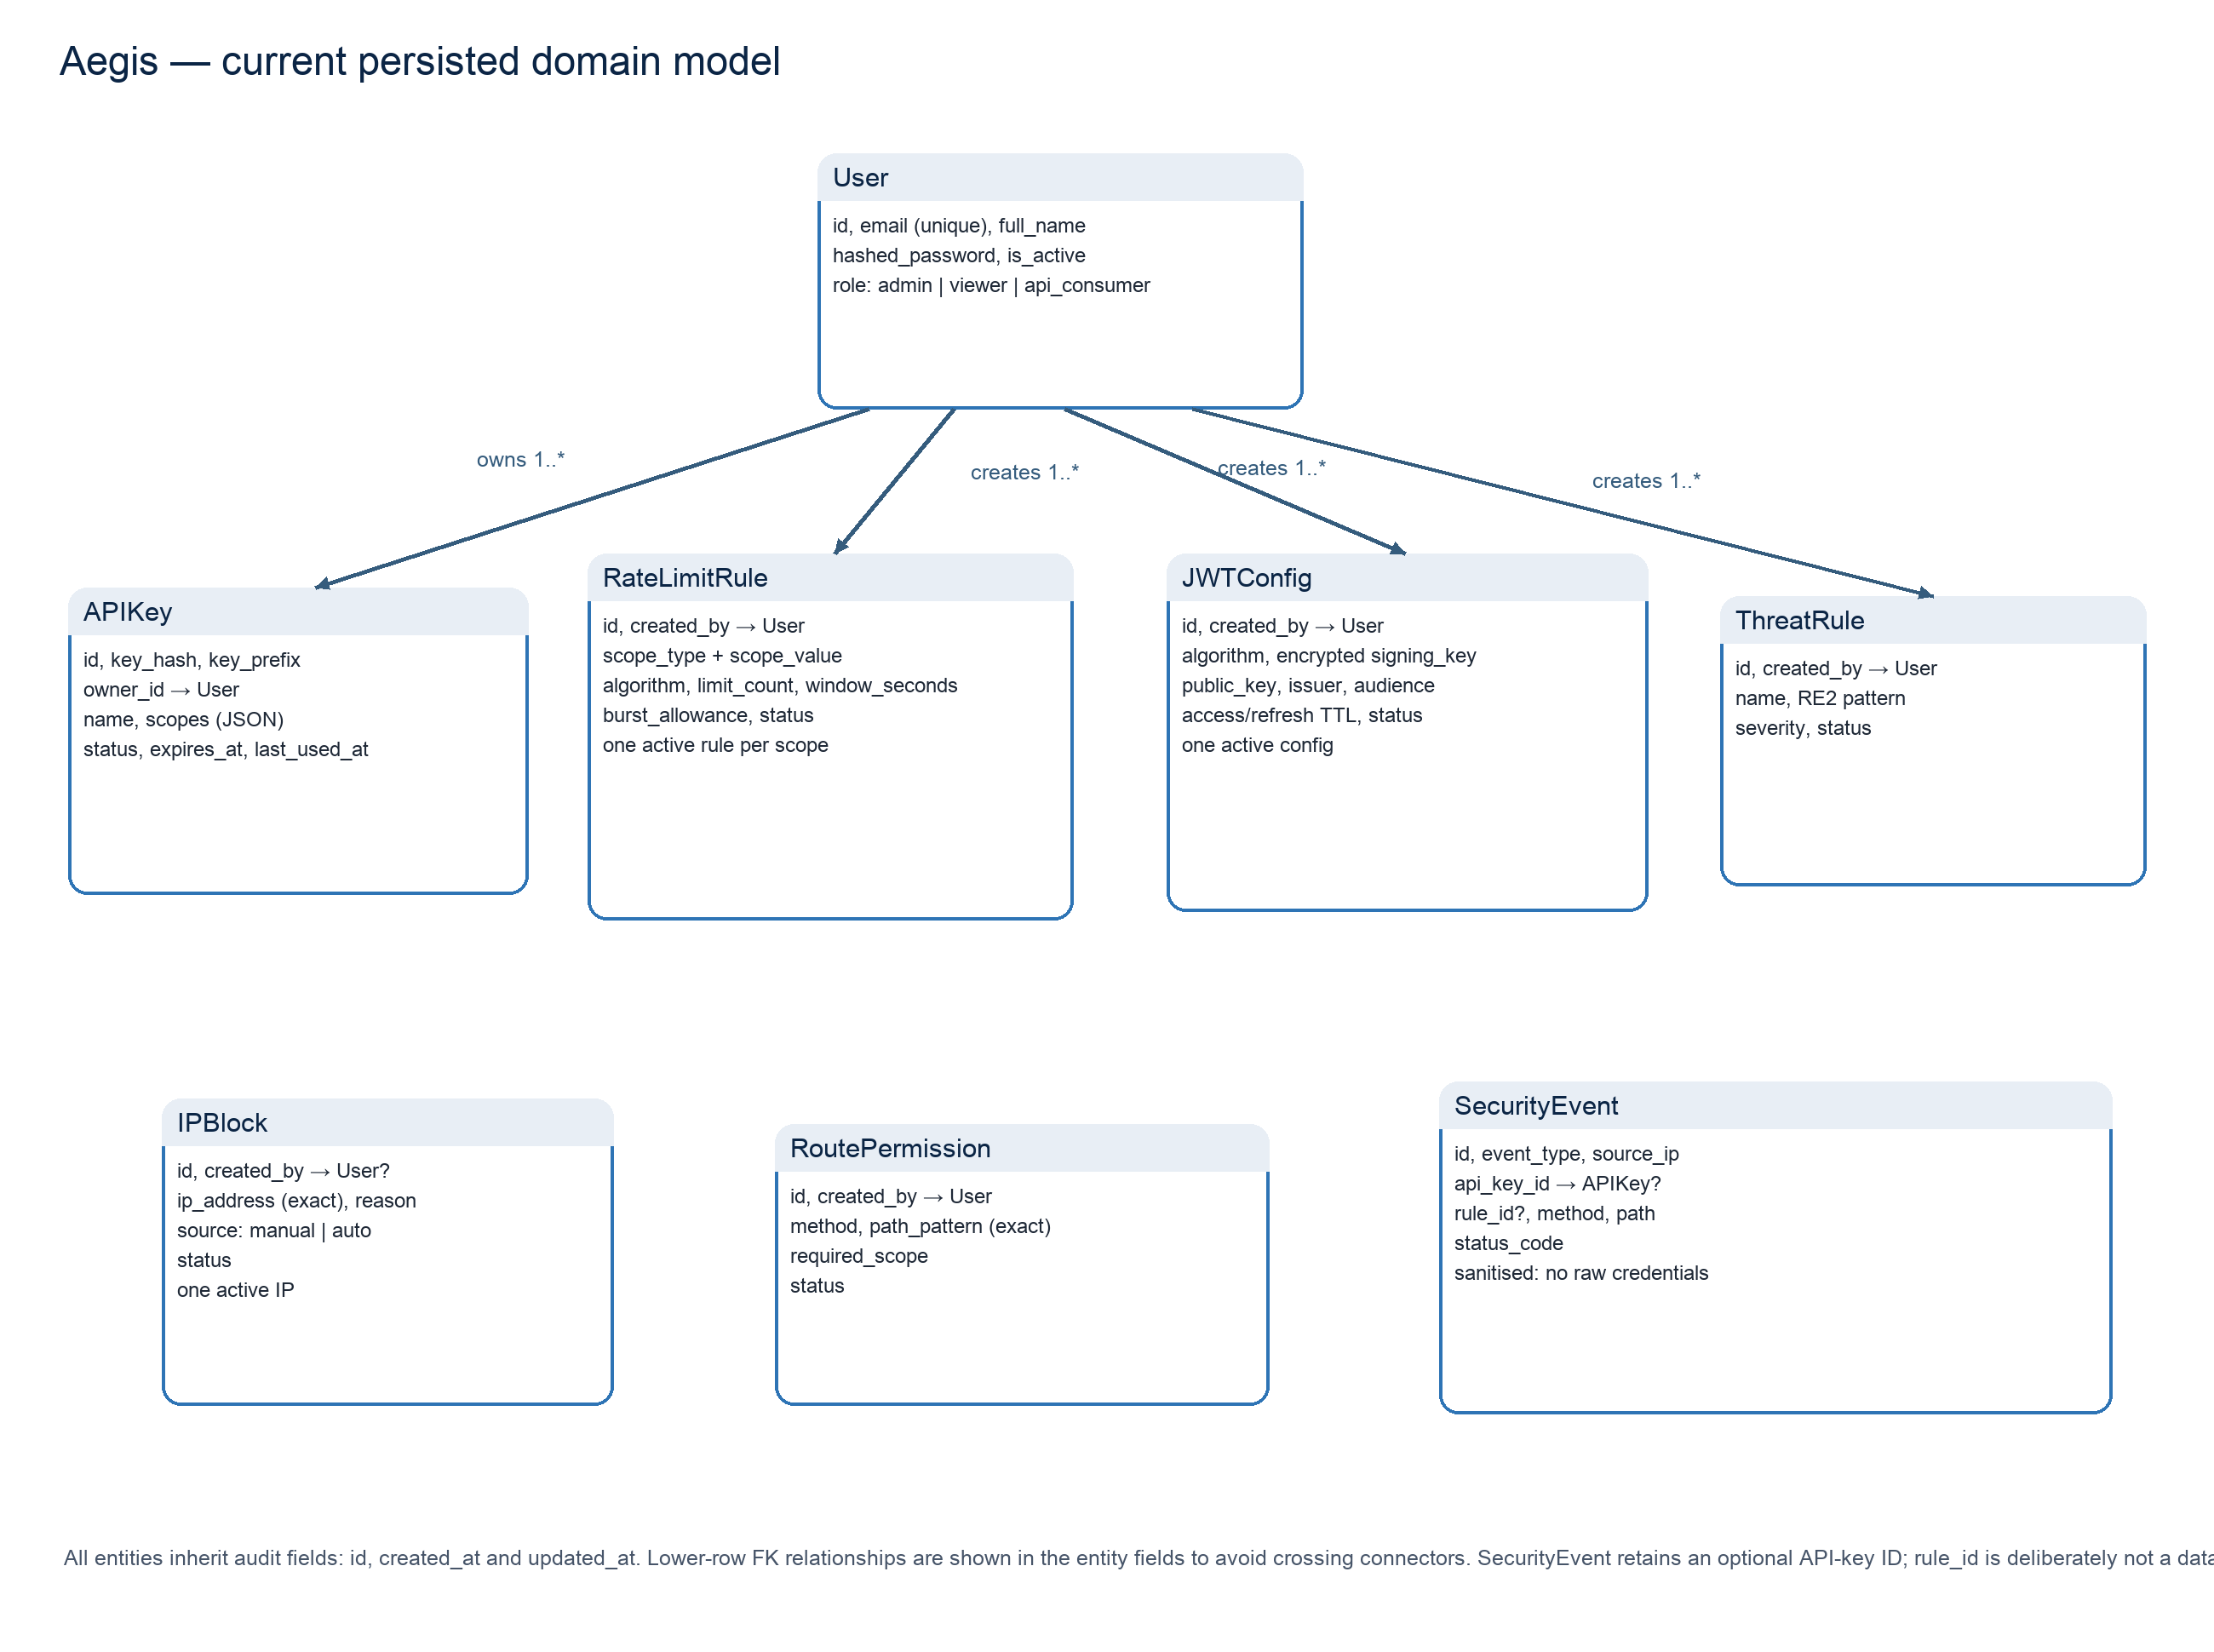 Aegis — current persisted domain model
User
id, email (unique), full_name
hashed_password, is_active
role: admin | viewer | api_consumer
owns 1..*
creates 1..*
creates 1..*
creates 1..*
APIKey
id, key_hash, key_prefix
owner_id → User
name, scopes (JSON)
status, expires_at, last_used_at
RateLimitRule
id, created_by → User
scope_type + scope_value
algorithm, limit_count, window_seconds
burst_allowance, status
one active rule per scope
JWTConfig
id, created_by → User
algorithm, encrypted signing_key
public_key, issuer, audience
access/refresh TTL, status
one active config
ThreatRule
id, created_by → User
name, RE2 pattern
severity, status
IPBlock
id, created_by → User?
ip_address (exact), reason
source: manual | auto
status
one active IP
RoutePermission
id, created_by → User
method, path_pattern (exact)
required_scope
status
SecurityEvent
id, event_type, source_ip
api_key_id → APIKey?
rule_id?, method, path
status_code
sanitised: no raw credentials
All entities inherit audit fields: id, created_at and updated_at. Lower-row FK relationships are shown in the entity fields to avoid crossing connectors. SecurityEvent retains an optional API-key ID; rule_id is deliberately not a data